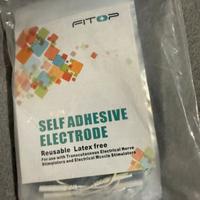 FITOP
SELF ADHESIVE
ELECTRODE
Reusable Latex free
For use with Transcutaneous Electrical Nerve
Stimulators and Electrical Muscle Stimulators